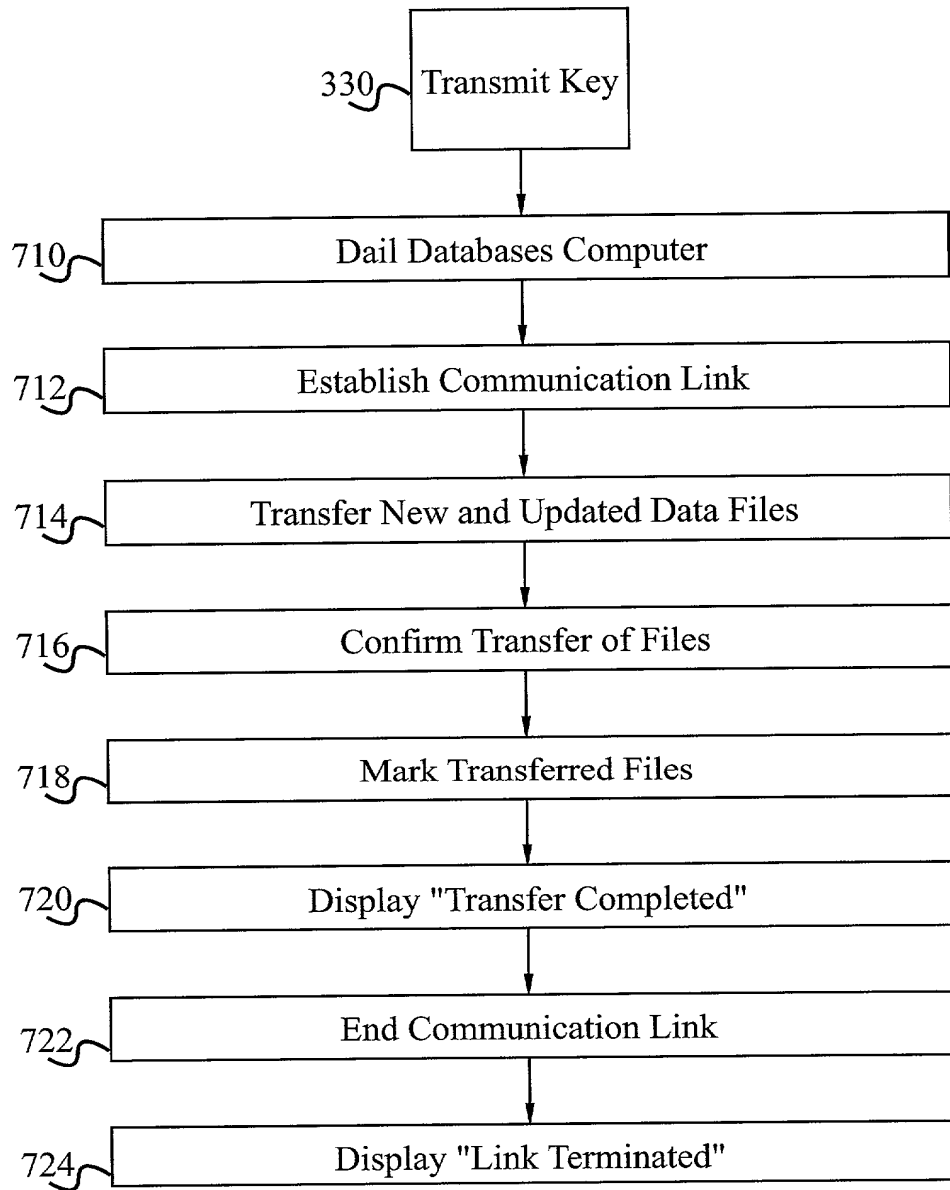 330 Transmit Key
710 Dail Databases Computer
712 Establish Communication Link
714 Transfer New and Updated Data Files
716 Confirm Transfer of Files
718 Mark Transferred Files
720 Display "Transfer Completed"
722 End Communication Link
724 Display "Link Terminated"